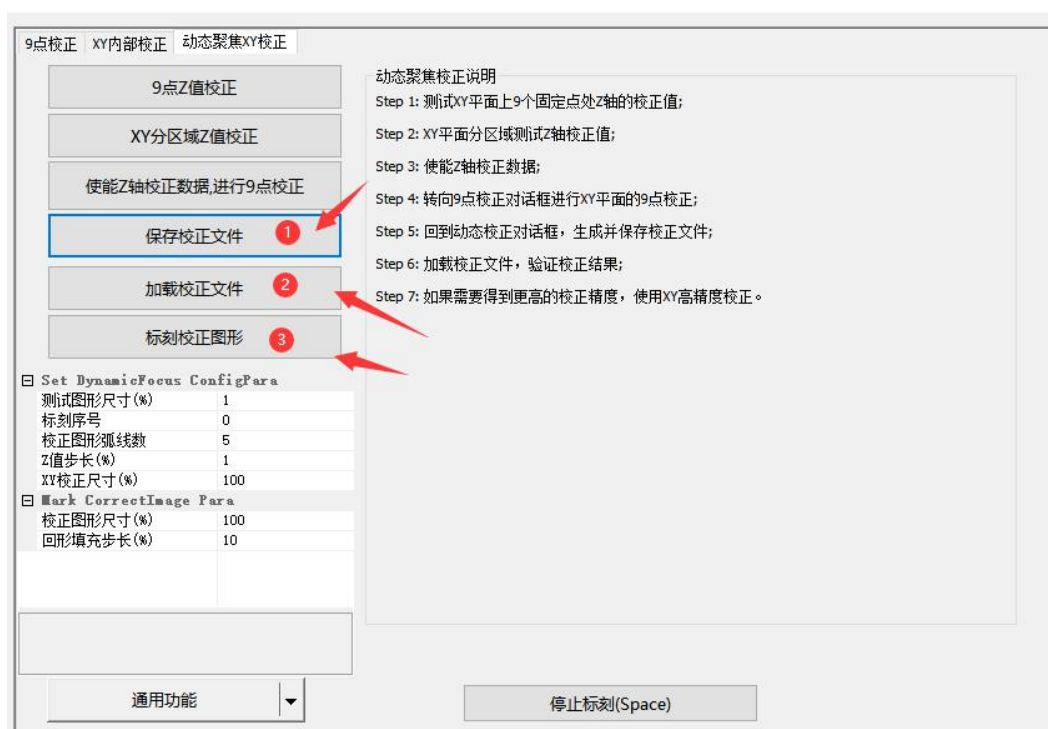 9点校正 XY内部校正 动态聚焦XY校正
9点Z值校正
XY分区域Z值校正
使能Z轴校正数据,进行9点校正
保存校正文件 1
加载校正文件 2
标刻校正图形 3
Set DynamicFocus ConfigPara
测试图形尺寸(%) 1
标刻序号 0
校正图形弧线数 5
Z值步长(%) 1
XY校正尺寸(%) 100
Mark CorrectImage Para
校正图形尺寸(%) 100
回形填充步长(%) 10
通用功能
动态聚焦校正说明
Step 1: 测试XY平面上9个固定点处Z轴的校正值;
Step 2: XY平面分区域测试Z轴校正值;
Step 3: 使能Z轴校正数据;
Step 4: 转向9点校正对话框进行XY平面的9点校正;
Step 5: 回到动态校正对话框，生成并保存校正文件;
Step 6: 加载校正文件，验证校正结果;
Step 7: 如果需要得到更高的校正精度，使用XY高精度校正。
停止标刻(Space)